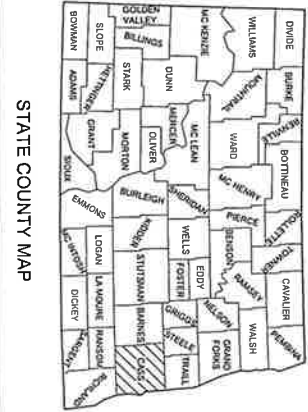 DIVIDE
BURKE
RENVILLE
BOTTINEAU
ROLETTE
TOWNER
CAVALIER
PEMBINA
WILLIAMS
MOUNTRAIL
WARD
MC HENRY
PIERCE
BENSON
RAMSEY
WALSH
NELSON
GRAND
FORKS
MC KENZIE
DUNN
MERCER
MC LEAN
SHERIDAN
WELLS
EDDY
FOSTER
GRIGGS
STEELE
TRAILL
GOLDEN
VALLEY
BILLINGS
STARK
MORTON
OLIVER
BURLEIGH
KIDDER
STUTSMAN
BARNES
CASS
BOWMAN
SLOPE
ADAMS
HETTINGER
GRANT
SIOUX
EMMONS
MC INTOSH
LOGAN
LA MOURE
DICKEY
RANSOM
SARGENT
RICHLAND
STATE COUNTY MAP